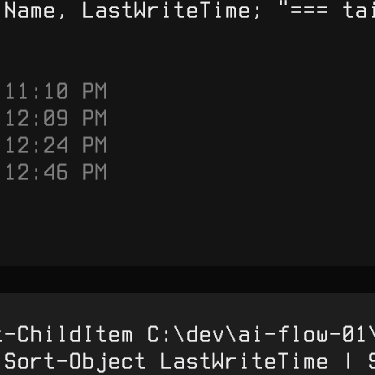 Name, LastWriteTime; "=== tai
11:10 PM
12:09 PM
12:24 PM
12:46 PM
-ChildItem C:\dev\ai-flow-01\
Sort-Object LastWriteTime | S